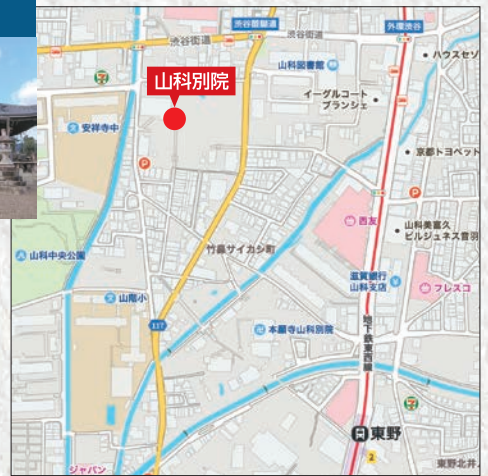 渋谷醍醐道
外環渋谷
渋谷街道
渋谷街道
ハウスセゾ
山科図書館
山科別院
イーグルコート
ブランシェ
安祥寺中
京都トヨペット
西友
山科美嘉久
ビルジュネス音羽
竹鼻サイカシ町
山科中央公園
滋賀銀行
山科支店
フレスコ
山階小
117
本願寺山科別院
地下鉄東西線
東野
2
ジャパン
東野北井